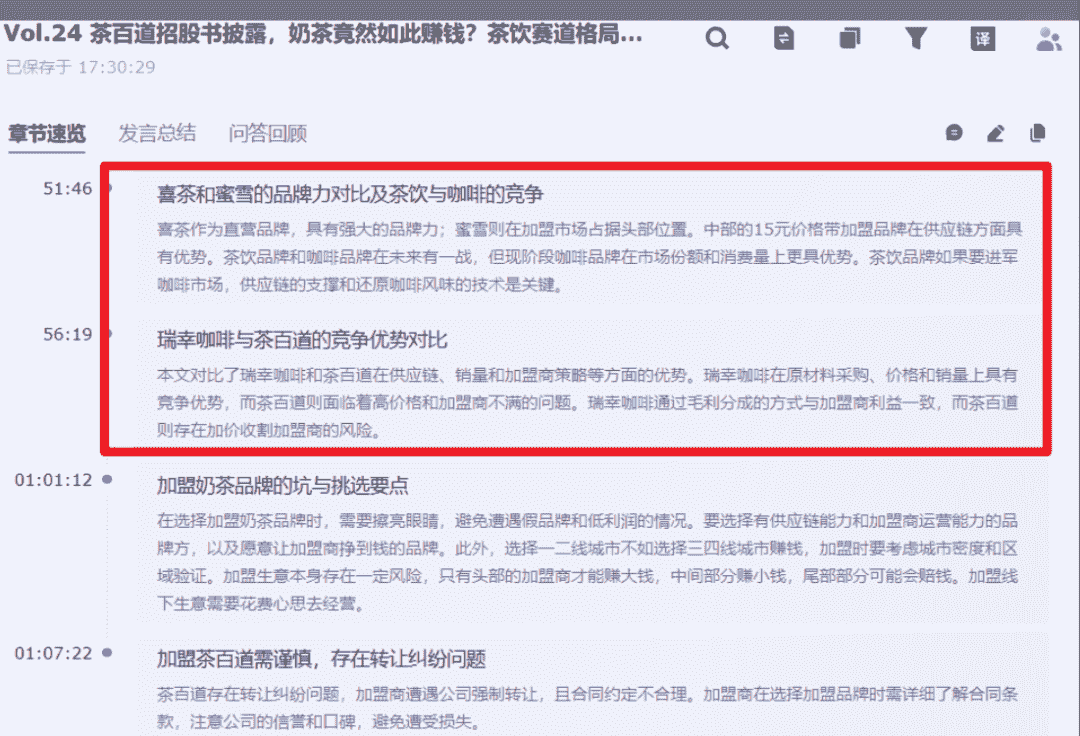 Vol.24 茶百道招股书披露，奶茶竟然如此赚钱？茶饮赛道格局...
译
已保存于 17:30:29
章节速览 发言总结 问答回顾
51:46 喜茶和蜜雪的品牌力对比及茶饮与咖啡的竞争
喜茶作为直营品牌，具有强大的品牌力；蜜雪则在加盟市场占据头部位置。中部的15元价格带加盟品牌在供应链方面具
有优势。茶饮品牌和咖啡品牌在未来有一战，但现阶段咖啡品牌在市场份额和消费量上更具优势。茶饮品牌如果要进军
咖啡市场，供应链的支撑和还原咖啡风味的技术是关键。
56:19 瑞幸咖啡与茶百道的竞争优势对比
本文对比了瑞幸咖啡和茶百道在供应链、销量和加盟商策略等方面的优势。瑞幸咖啡在原材料采购、价格和销量上具有
竞争优势，而茶百道则面临着高价格和加盟商不满的问题。瑞幸咖啡通过毛利分成的方式与加盟商利益一致，而茶百道
则存在加价收割加盟商的风险。
01:01:12 加盟奶茶品牌的坑与挑选要点
在选择加盟奶茶品牌时，需要擦亮眼睛，避免遭遇假品牌和低利润的情况。要选择有供应链能力和加盟商运营能力的品
牌方，以及愿意让加盟商挣到钱的品牌。此外，选择一二线城市不如选择三四线城市赚钱，加盟时要考虑城市密度和区
域验证。加盟生意本身存在一定风险，只有头部的加盟商才能赚大钱，中间部分赚小钱，尾部部分可能会赔钱。加盟线
下生意需要花费心思去经营。
01:07:22 加盟茶百道需谨慎，存在转让纠纷问题
茶百道存在转让纠纷问题，加盟商遭遇公司强制转让，且合同约定不合理。加盟商在选择加盟品牌时需详细了解合同条
款，注意公司的信誉和口碑，避免遭受损失。